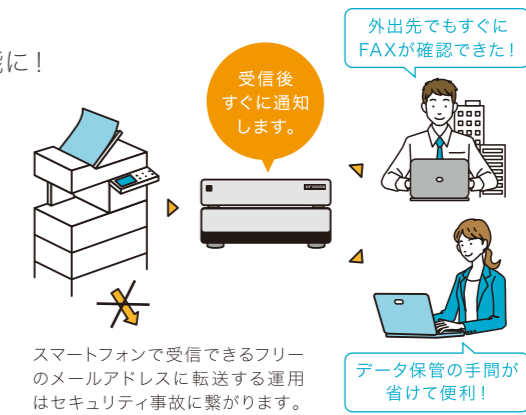 能に！
外出先でもすぐに
FAXが確認できた！
受信後
すぐに通知
します。
スマートフォンで受信できるフリー
のメールアドレスに転送する運用
はセキュリティ事故に繋がります。
データ保管の手間が
省けて便利！